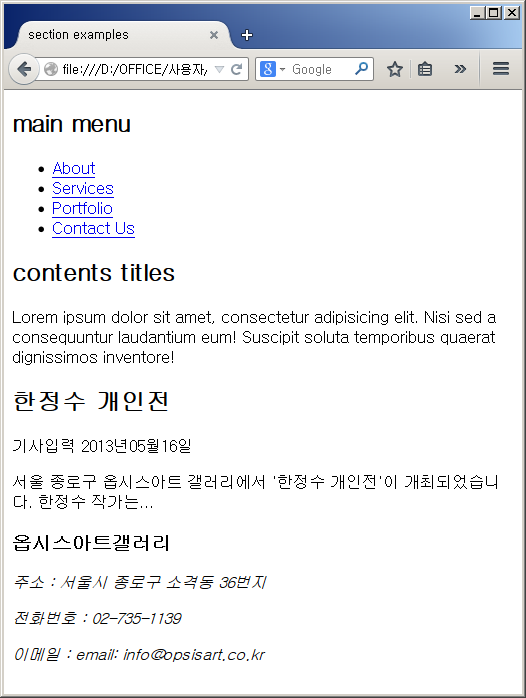 section examples
file:///D:/OFFICE/사용자/
Google
main menu
About
Services
Portfolio
Contact Us
contents titles
Lorem ipsum dolor sit amet, consectetur adipisicing elit. Nisi sed a
consequuntur laudantium eum! Suscipit soluta temporibus quaerat
dignissimos inventore!
한정수 개인전
기사입력 2013년05월16일
서울 종로구 옵시스아트 갤러리에서 '한정수 개인전'이 개최되었습니
다. 한정수 작가는...
옵시스아트갤러리
주소 : 서울시 종로구 소격동 36번지
전화번호 : 02-735-1139
이메일 : email: info@opsisart.co.kr